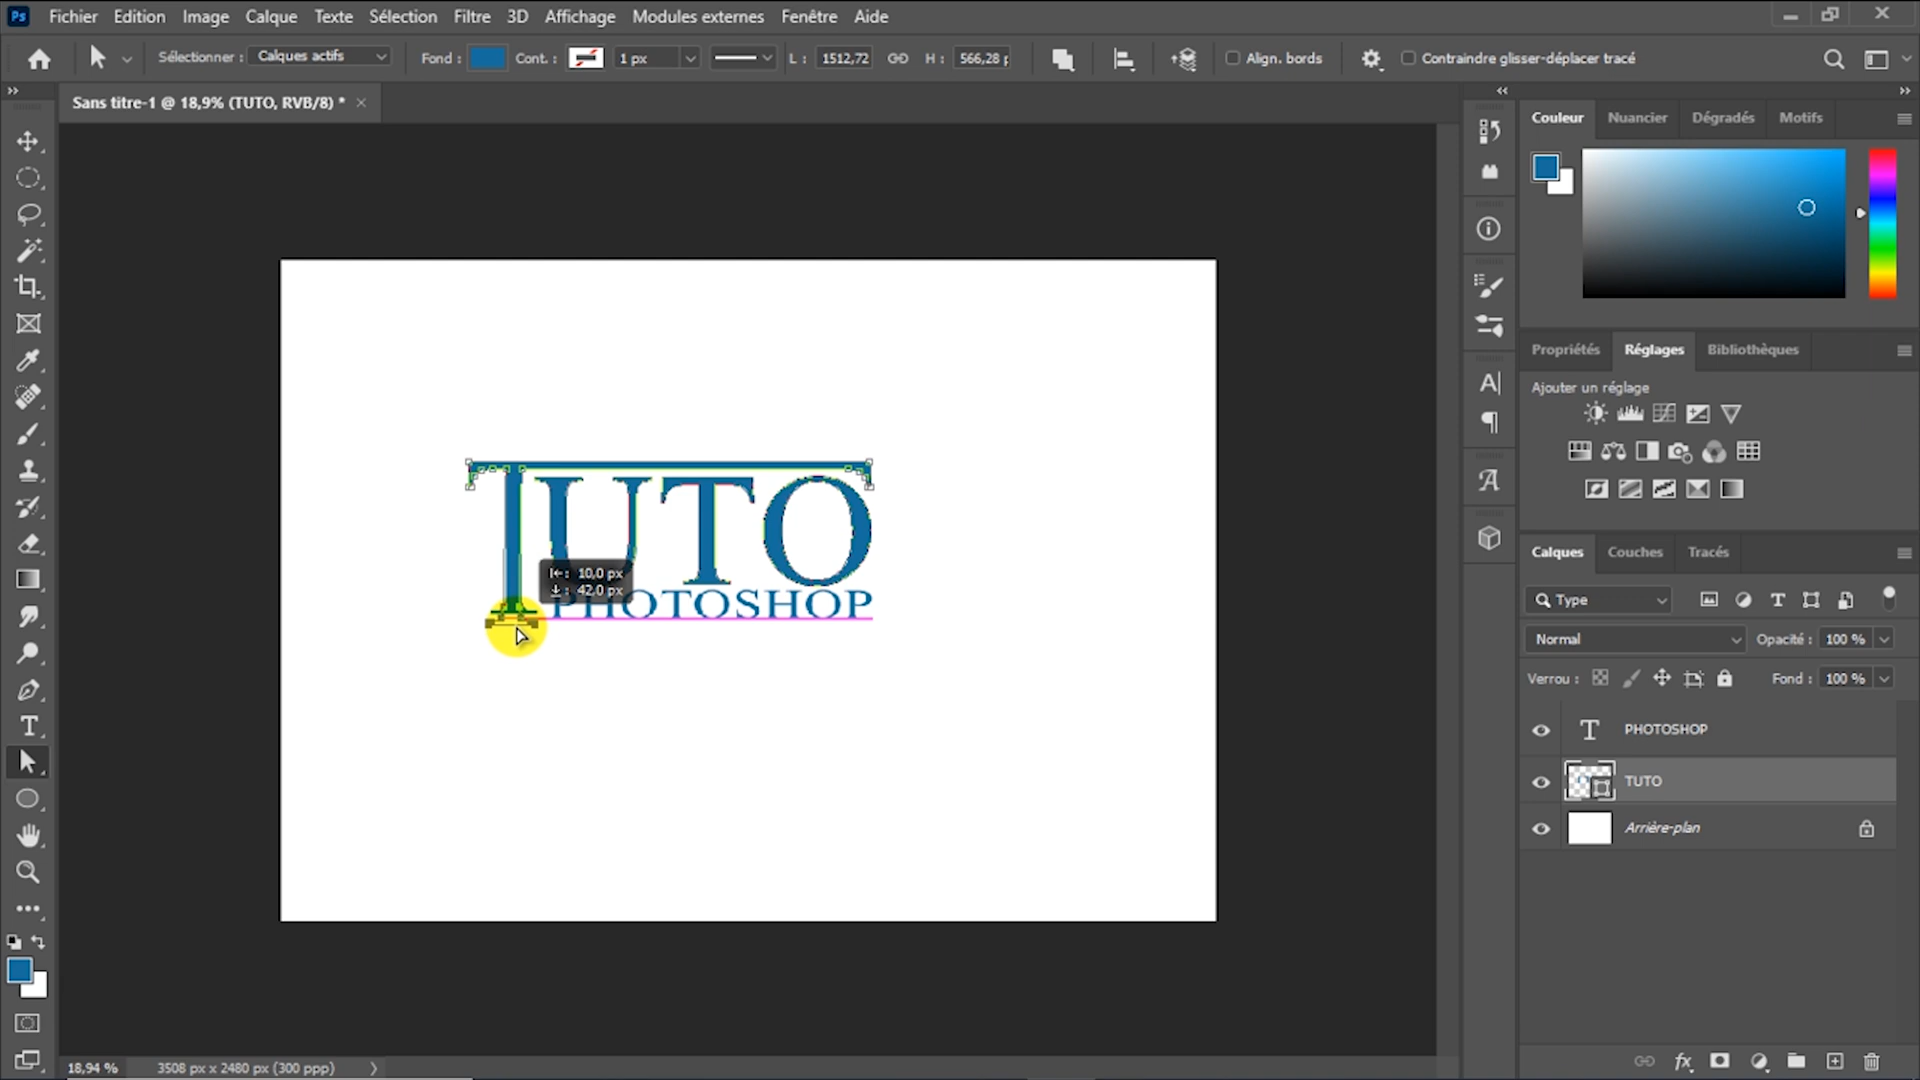 Ps Fichier Edition Image Calque Texte Sélection Filtre 3D Affichage Modules externes Fenêtre Aide
Sélectionner : Calques actifs Fond : Cont. : 1 px L : 1512,72 H : 566,28 Align. bords Contraindre glisser-déplacer tracé
Sans titre-1 @ 18,9% (TUTO, RVB/8) *
Couleur Nuancier Dégradés Motifs
Propriétés Réglages Bibliothèques
Ajouter un réglage
TUTO
10,0 px
42,0 px
PHOTOSHOP
Calques Couches Tracés
Type
Normal Opacité : 100 %
Verrou : Fond : 100 %
PHOTOSHOP
TUTO
Arrière-plan
18,94 % 3508 px x 2480 px (300 ppp)